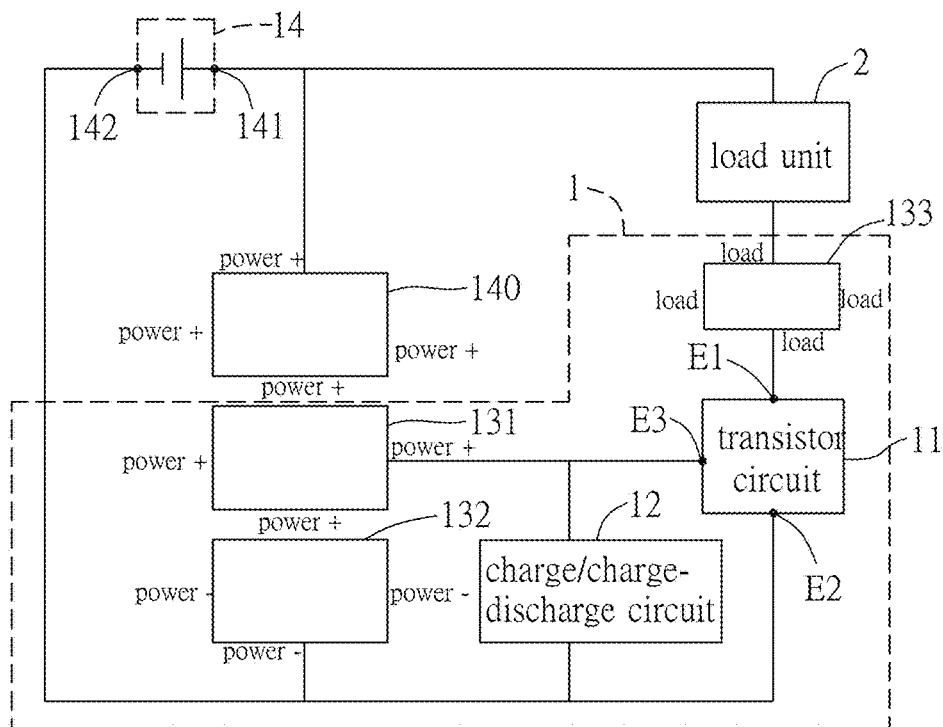 14
142
141
2
load unit
1
133
power +
140
load
load
load
power +
power +
load
E1
power +
131
E3
power +
power +
transistor
circuit
11
power +
132
12
E2
power -
power -
charge/charge-
discharge circuit
power -